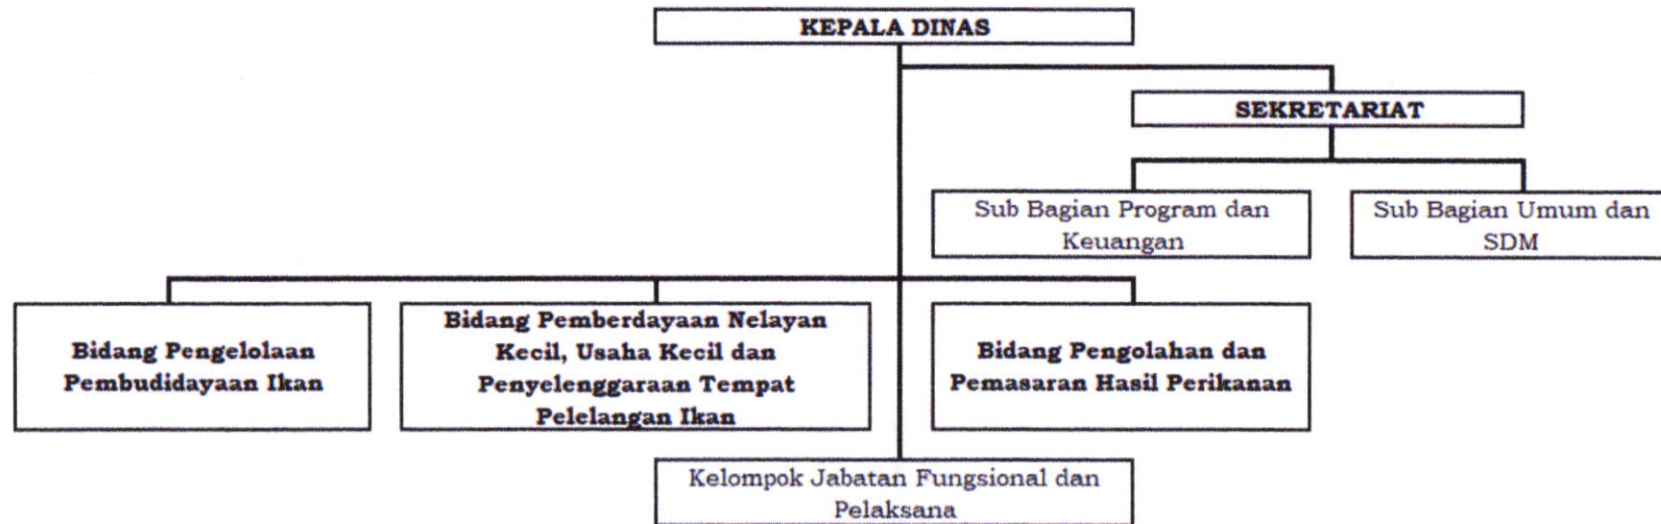 KEPALA DINAS
SEKRETARIAT
Sub Bagian Program dan
Keuangan
Sub Bagian Umum dan
SDM
Bidang Pengelolaan
Pembudidayaan Ikan
Bidang Pemberdayaan Nelayan
Kecil, Usaha Kecil dan
Penyelenggaraan Tempat
Pelelangan Ikan
Bidang Pengolahan dan
Pemasaran Hasil Perikanan
Kelompok Jabatan Fungsional dan
Pelaksana